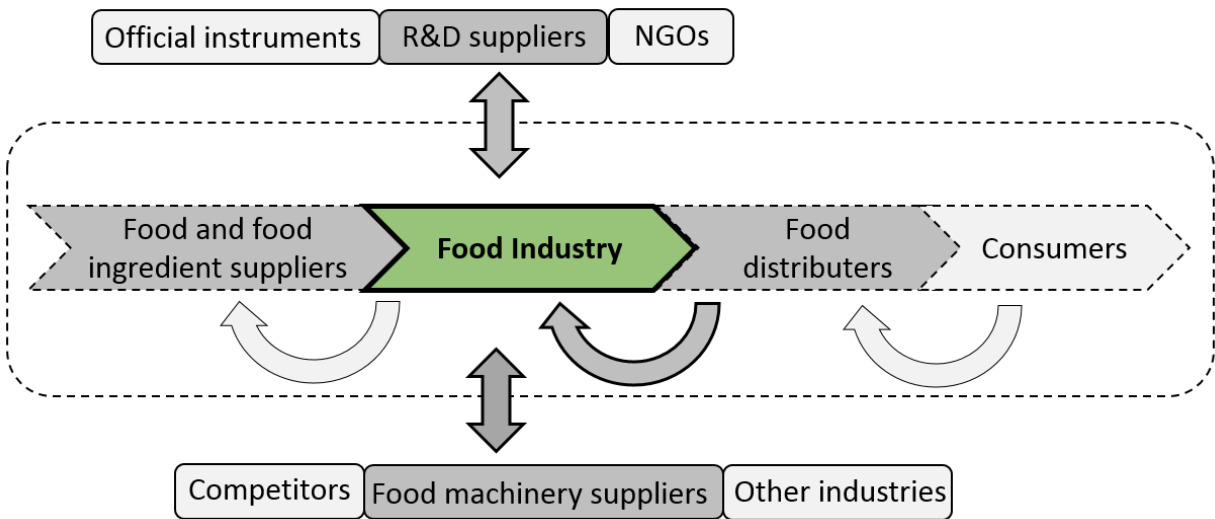 Official instruments
R&D suppliers
NGOs
Food and food
ingredient suppliers
Food Industry
Food
distributers
Consumers
Competitors
Food machinery suppliers
Other industries